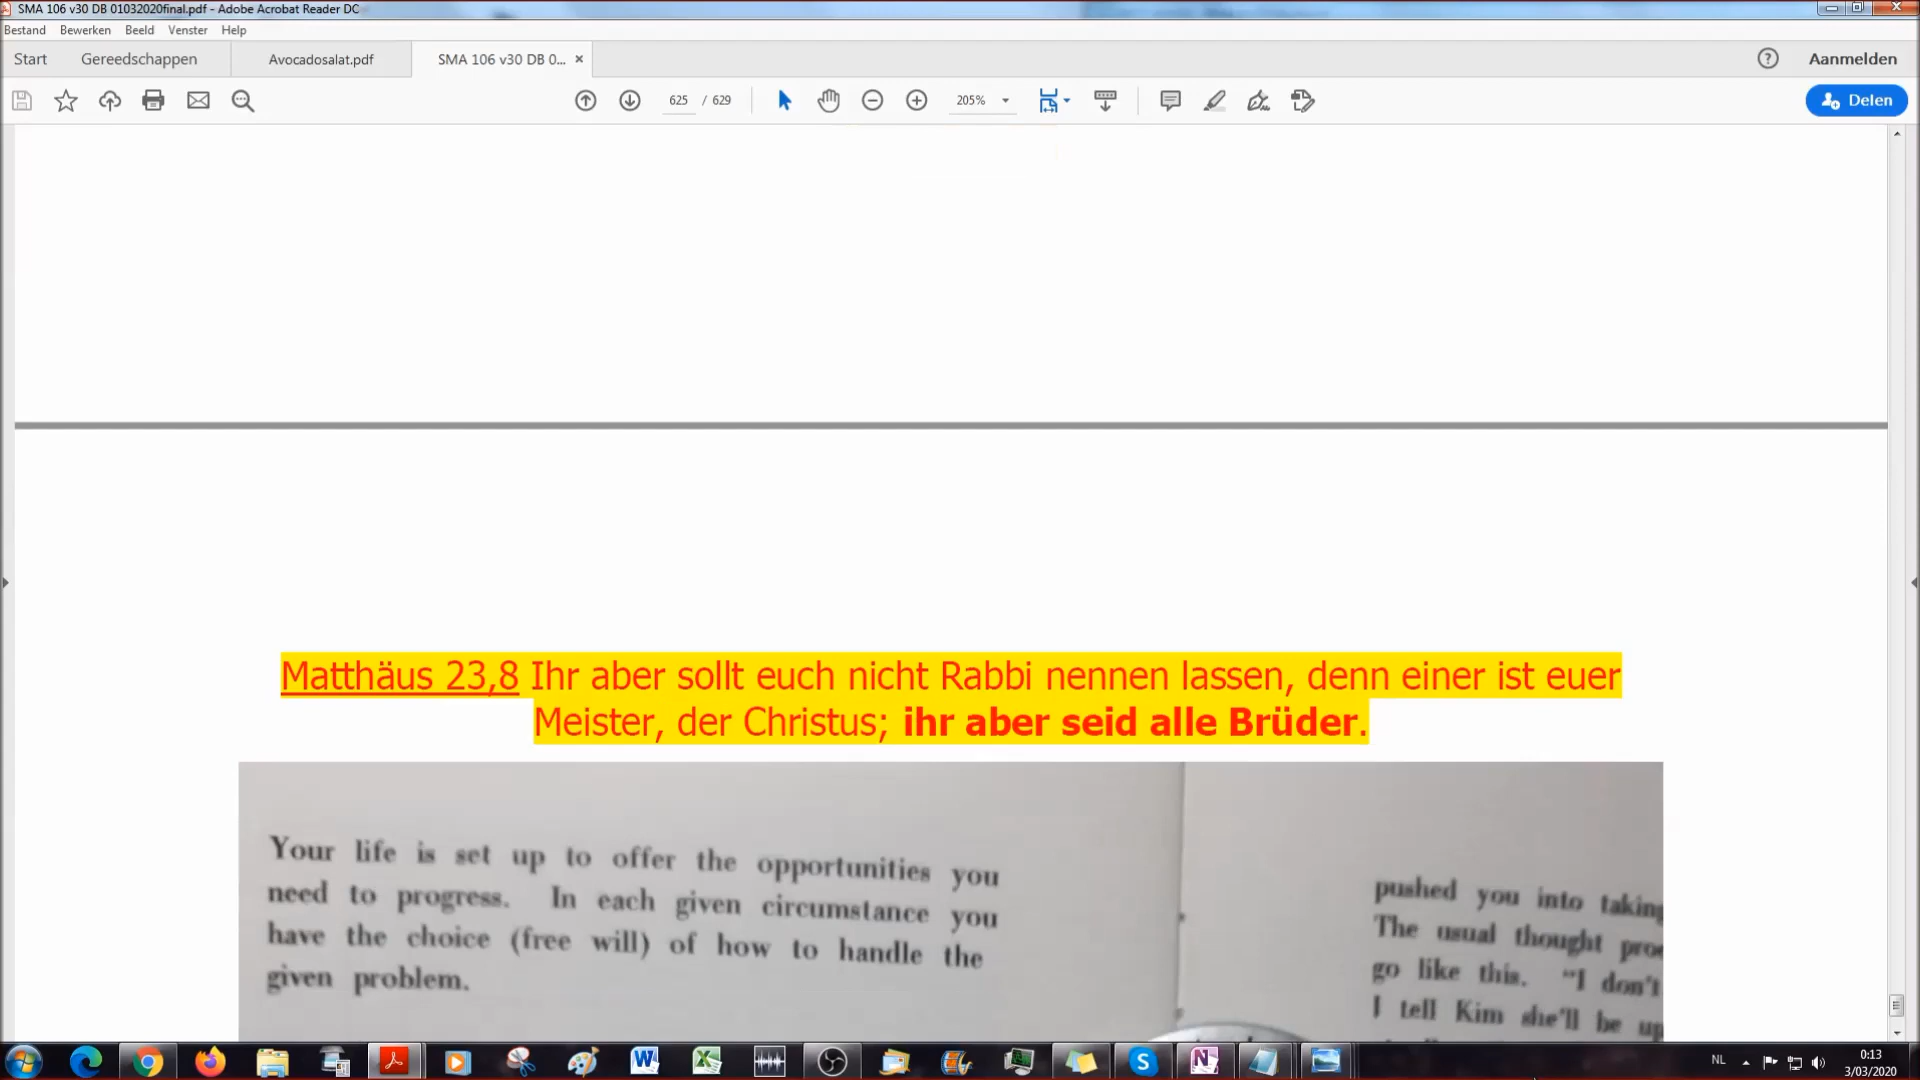 SMA 106 v30 DB 01032020final.pdf - Adobe Acrobat Reader DC
Bestand Bewerken Beeld Venster Help
Start Gereedschappen Avocadosalat.pdf SMA 106 v30 DB 0... × Aanmelden
625 / 629 205% Delen
Matthäus 23,8 Ihr aber sollt euch nicht Rabbi nennen lassen, denn einer ist euer
Meister, der Christus; ihr aber seid alle Brüder.
Your life is set up to offer the opportunities you
need to progress. In each given circumstance you
have the choice (free will) of how to handle the
given problem.
pushed you into taking
The usual thought
go like this. "I don't
I tell Kim she'll be
NL 0:13
3/03/2020